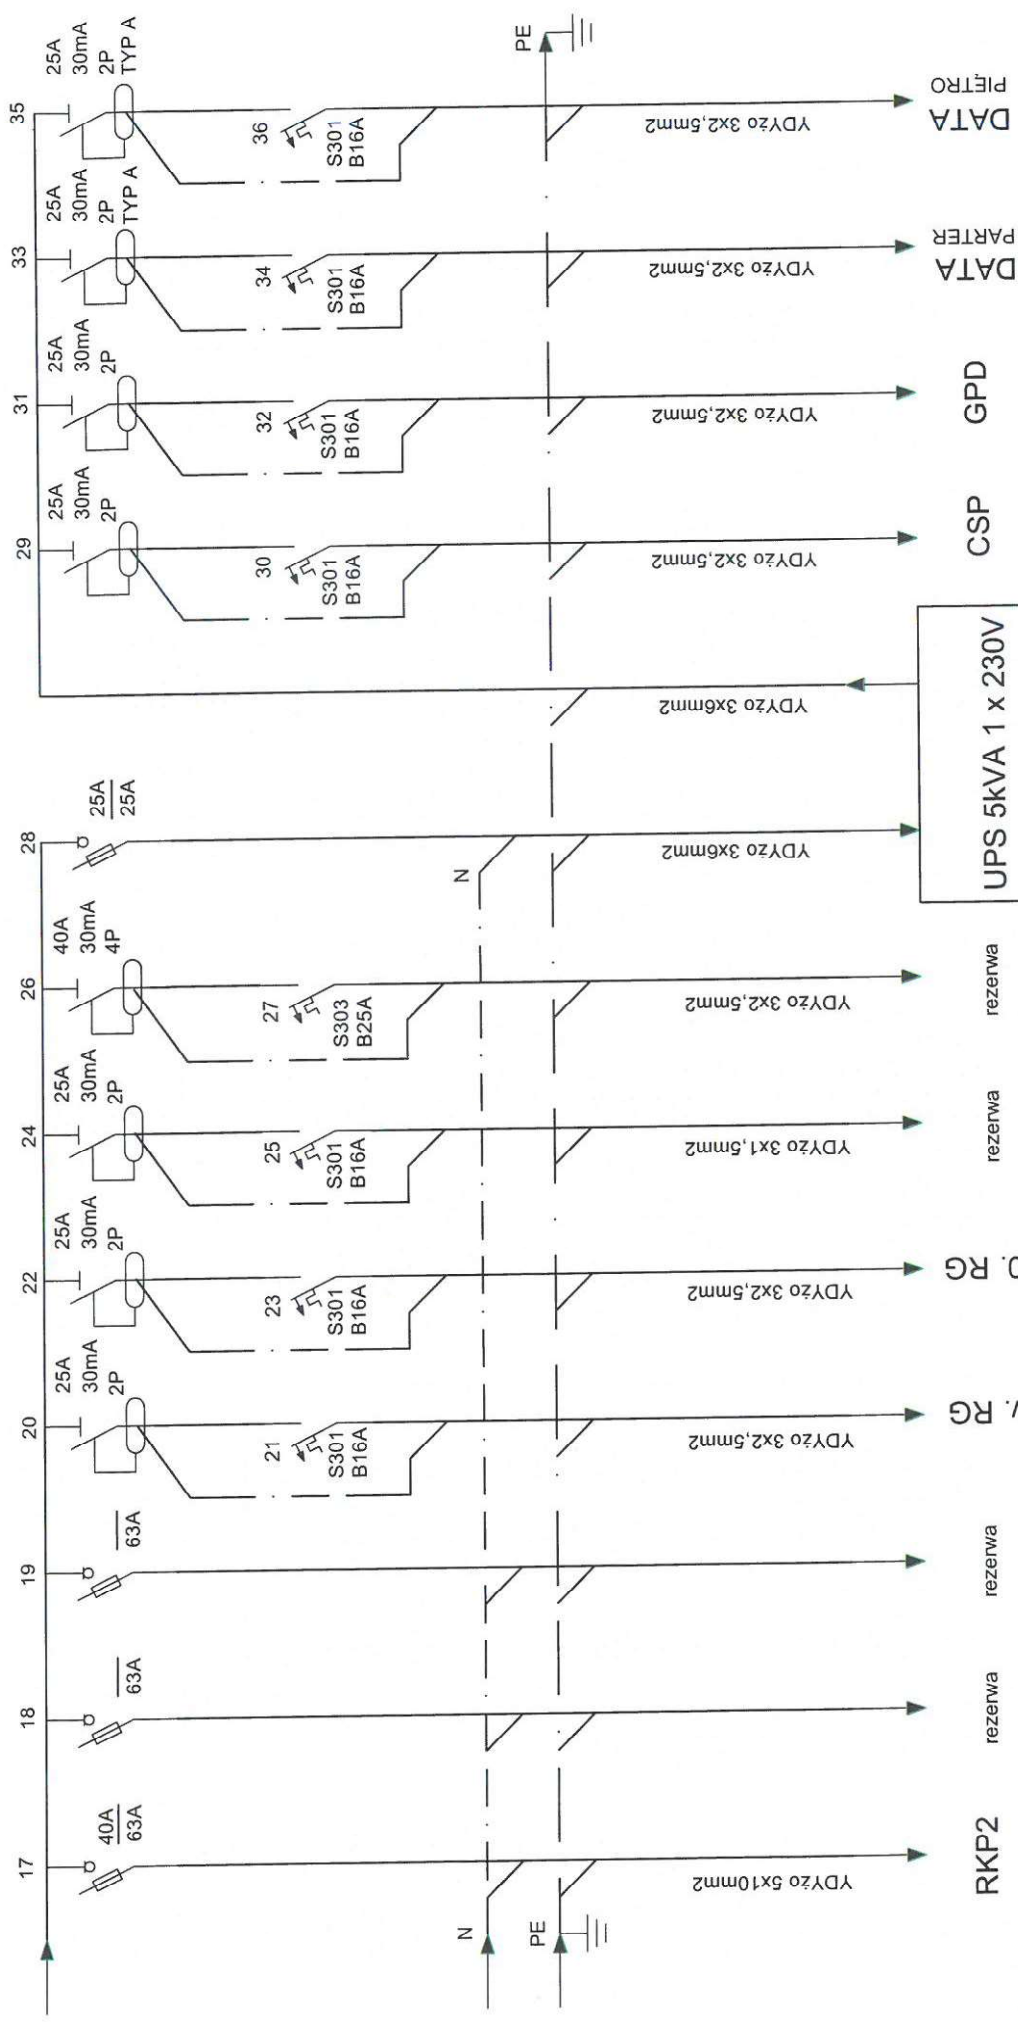 17
40A
63A
N
PE
YDYżo 5x10mm2
RKP2
18
63A
rezerwa
19
63A
rezerwa
20
25A
30mA
2P
21
S301
B16A
YDYżo 3x2,5mm2
. RG
22
25A
30mA
2P
23
S301
B16A
YDYżo 3x2,5mm2
. RG
24
25A
30mA
2P
25
S301
B16A
YDYżo 3x1,5mm2
rezerwa
26
40A
30mA
4P
27
S303
B25A
YDYżo 3x2,5mm2
rezerwa
28
25A
25A
N
YDYżo 3x6mm2
UPS 5kVA 1 x 230V
YDYżo 3x6mm2
29
25A
30mA
2P
30
S301
B16A
YDYżo 3x2,5mm2
CSP
31
25A
30mA
2P
32
S301
B16A
YDYżo 3x2,5mm2
GPD
33
25A
30mA
2P
TYP A
34
S301
B16A
YDYżo 3x2,5mm2
DATA
PARTER
35
25A
30mA
2P
TYP A
36
S301
B16A
PE
YDYżo 3x2,5mm2
DATA
PIĘTRO